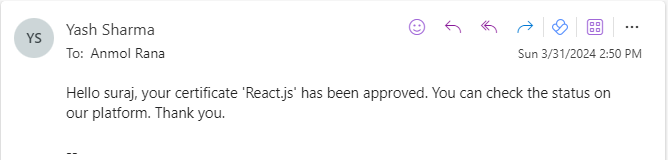 YS
Yash Sharma
To: Anmol Rana
Sun 3/31/2024 2:50 PM
Hello suraj, your certificate 'React.js' has been approved. You can check the status on
our platform. Thank you.
--